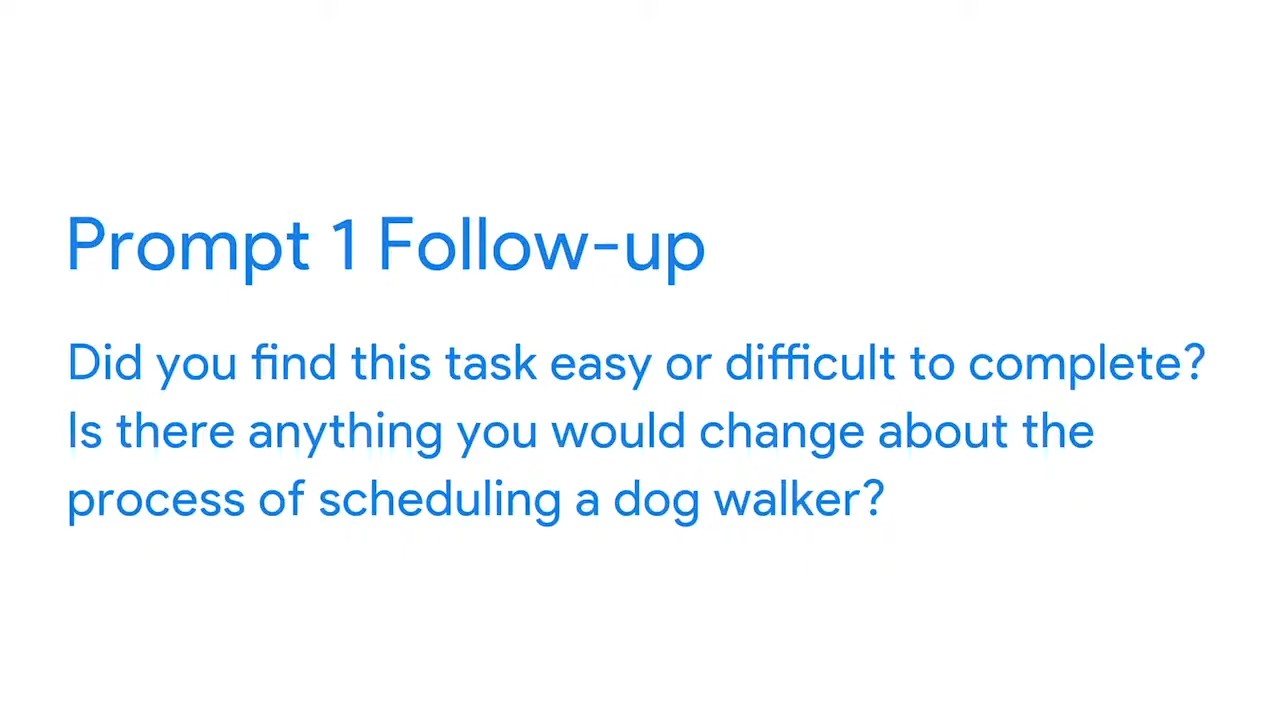 Prompt 1 Follow-up
Did you find this task easy or difficult to complete?
Is there anything you would change about the
process of scheduling a dog walker?